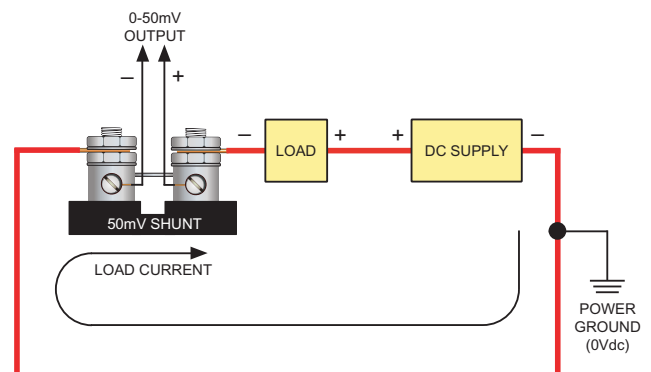 0-50mV
OUTPUT
– +
– LOAD + + DC SUPPLY –
50mV SHUNT
LOAD CURRENT
POWER
GROUND
(0Vdc)